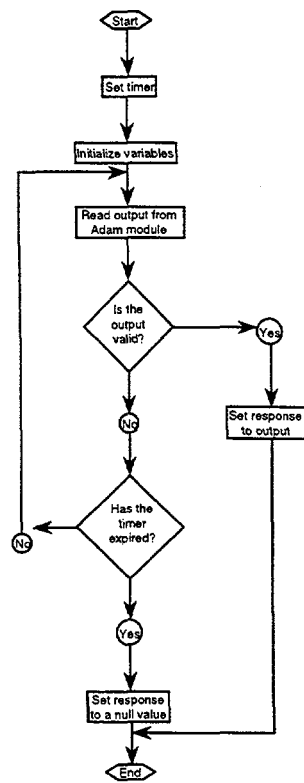 Start
Set timer
Initialize variables
Read output from
Adam module
Is the
output
valid?
Yes
No
Set response
to output
Has the
timer
expired?
No
Yes
Set response
to a null value
End